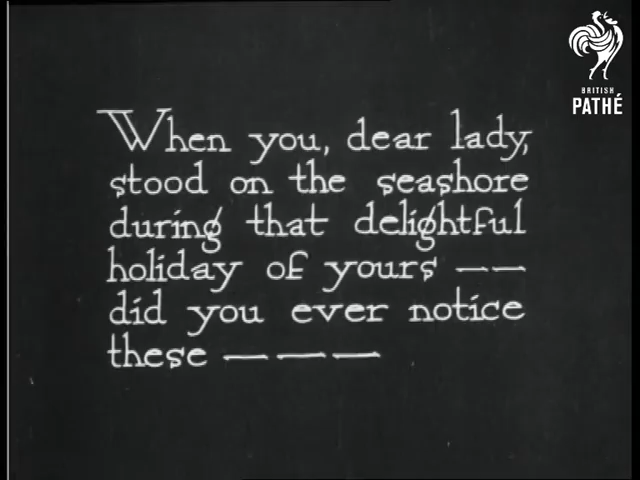 BRITISH
PATHÉ
When you, dear lady,
stood on the seashore
during that delightful
holiday of yours — —
did you ever notice
these — — —